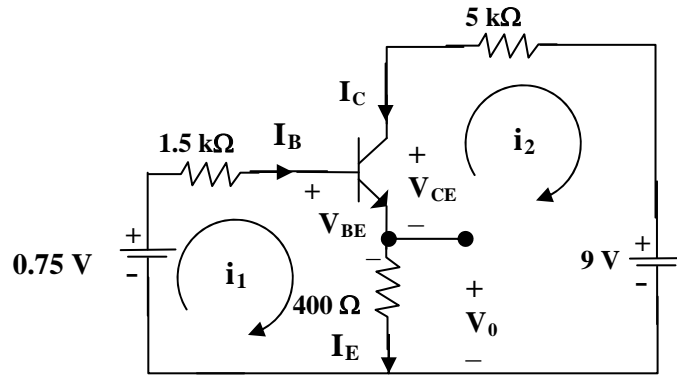 5 kΩ
I_C
1.5 kΩ
I_B
i_2
+
V_CE
+
V_BE
–
+
0.75 V
-
i_1
–
400 Ω
+
9 V
-
+
V_0
I_E
–